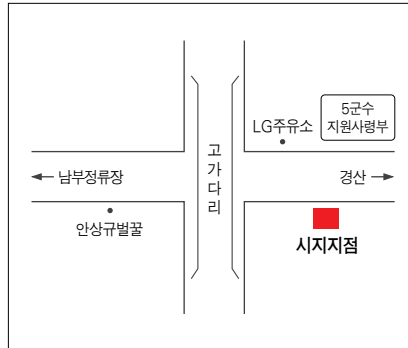 5군수
지원사령부
LG주유소
고가다리
← 남부정류장
경산 →
안상규벌꿀
시지지점